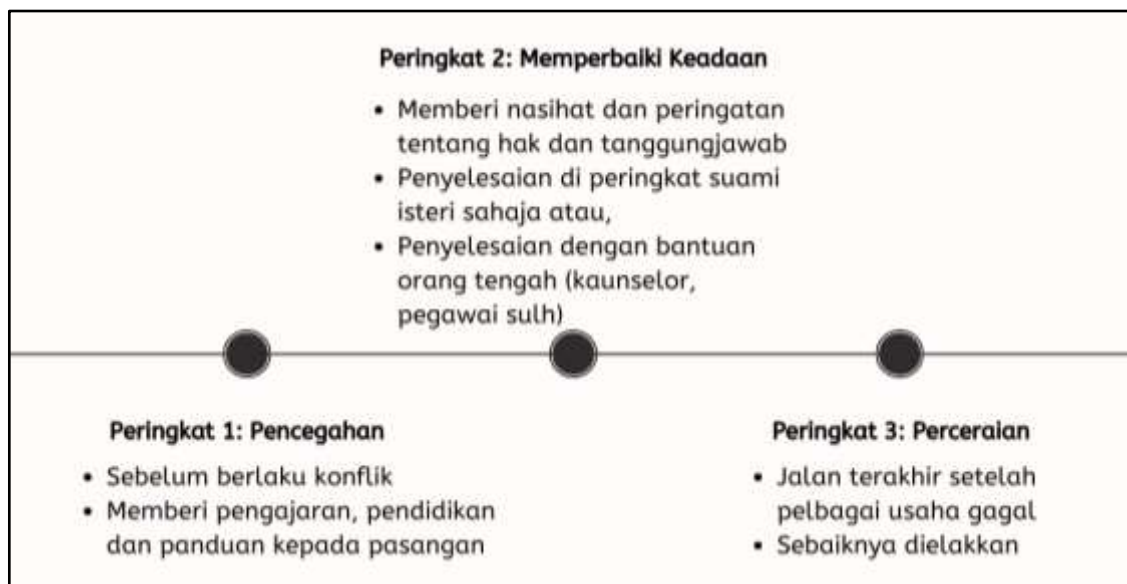 Peringkat 2: Memperbaiki Keadaan
• Memberi nasihat dan peringatan
tentang hak dan tanggungjawab
• Penyelesaian di peringkat suami
isteri sahaja atau,
• Penyelesaian dengan bantuan
orang tengah (kaunselor,
pegawai sulh)
Peringkat 1: Pencegahan
• Sebelum berlaku konflik
• Memberi pengajaran, pendidikan
dan panduan kepada pasangan
Peringkat 3: Perceraian
• Jalan terakhir setelah
pelbagai usaha gagal
• Sebaiknya dielakkan